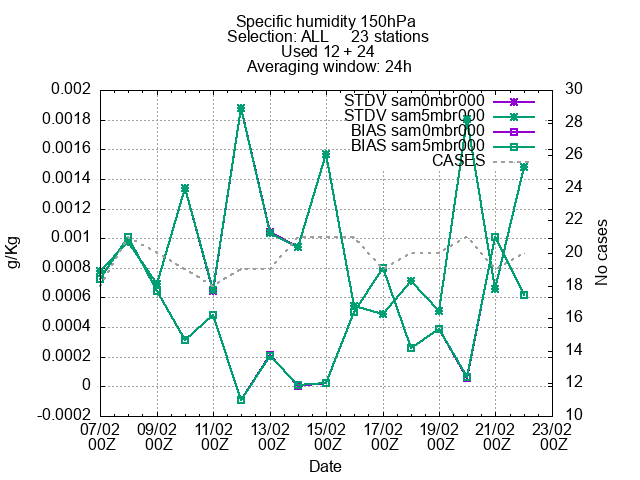 Specific humidity 150hPa
Selection: ALL 23 stations
Used 12 + 24
Averaging window: 24h
STDV sam0mbr000
STDV sam5mbr000
BIAS sam0mbr000
BIAS sam5mbr000
CASES
0.002
0.0018
0.0016
0.0014
0.0012
0.001
0.0008
0.0006
0.0004
0.0002
0
-0.0002
g/Kg
30
28
26
24
22
20
18
16
14
12
10
No cases
07/02 09/02 11/02 13/02 15/02 17/02 19/02 21/02 23/02
00Z 00Z 00Z 00Z 00Z 00Z 00Z 00Z 00Z
Date